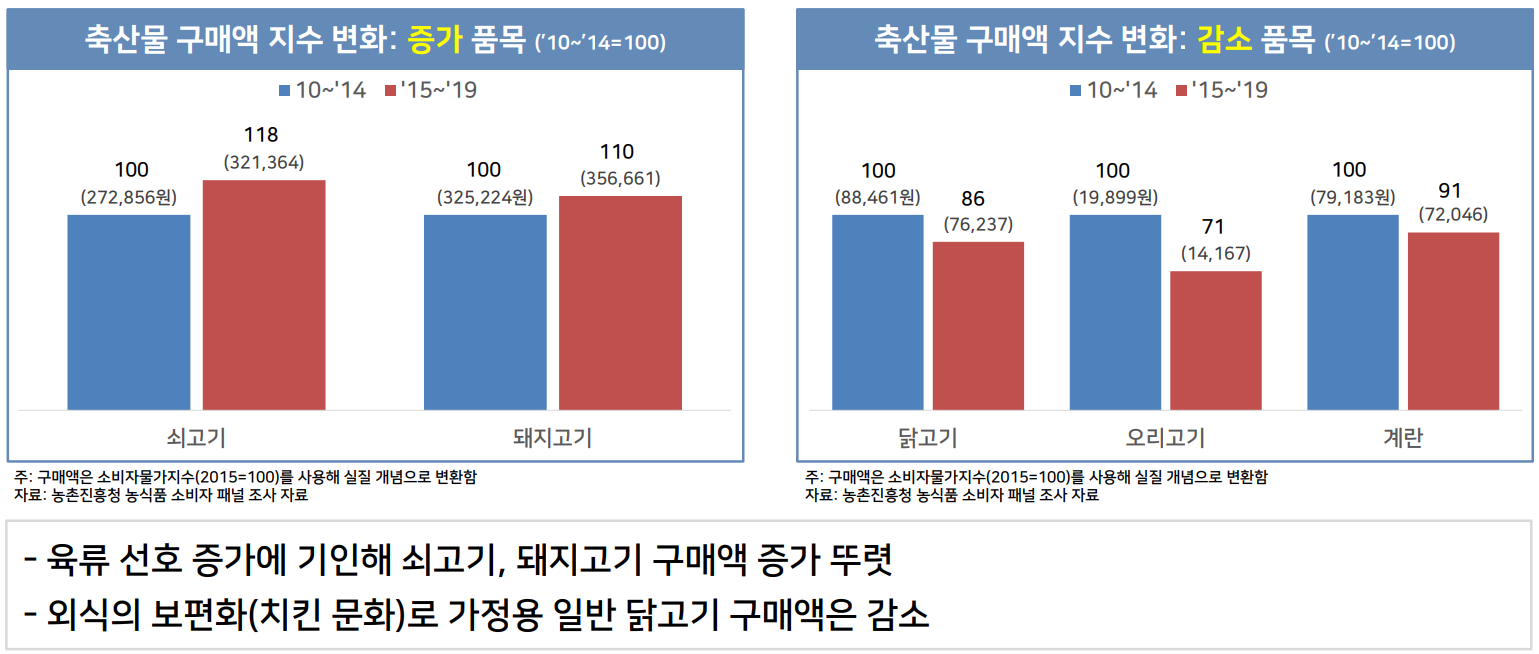 축산물 구매액 지수 변화: 증가 품목 (’10~’14=100)
10~'14 '15~'19
118
(321,364)
100
(272,856원)
110
(356,661)
100
(325,224원)
쇠고기 돼지고기
주: 구매액은 소비자물가지수(2015=100)를 사용해 실질 개념으로 변환함
자료: 농촌진흥청 농식품 소비자 패널 조사 자료
축산물 구매액 지수 변화: 감소 품목 (’10~’14=100)
10~'14 '15~'19
100
(88,461원)
86
(76,237)
100
(19,899원)
71
(14,167)
100
(79,183원)
91
(72,046)
닭고기 오리고기 계란
주: 구매액은 소비자물가지수(2015=100)를 사용해 실질 개념으로 변환함
자료: 농촌진흥청 농식품 소비자 패널 조사 자료
- 육류 선호 증가에 기인해 쇠고기, 돼지고기 구매액 증가 뚜렷
- 외식의 보편화(치킨 문화)로 가정용 일반 닭고기 구매액은 감소